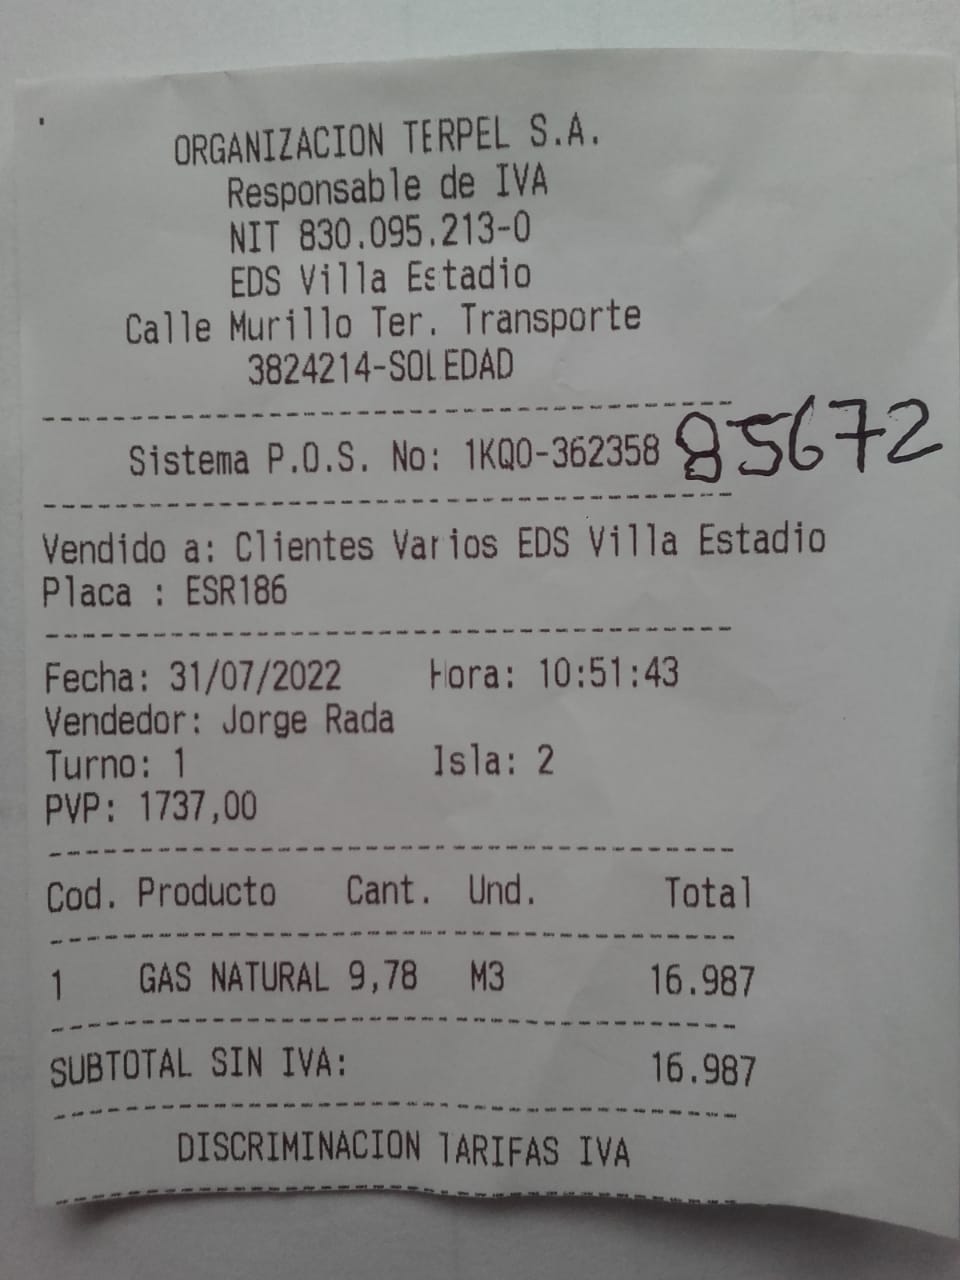 ORGANIZACION TERPEL S.A.
Responsable de IVA
NIT 830.095.213-0
EDS Villa Estadio
Calle Murillo Ter. Transporte
3824214-SOLEDAD
Sistema P.O.S. No: 1KQ0-362358 85672
Vendido a: Clientes Varios EDS Villa Estadio
Placa : ESR186
Fecha: 31/07/2022 Hora: 10:51:43
Vendedor: Jorge Rada
Turno: 1 Isla: 2
PVP: 1737,00
Cod. Producto Cant. Und. Total
1 GAS NATURAL 9,78 M3 16.987
SUBTOTAL SIN IVA: 16.987
DISCRIMINACION TARIFAS IVA